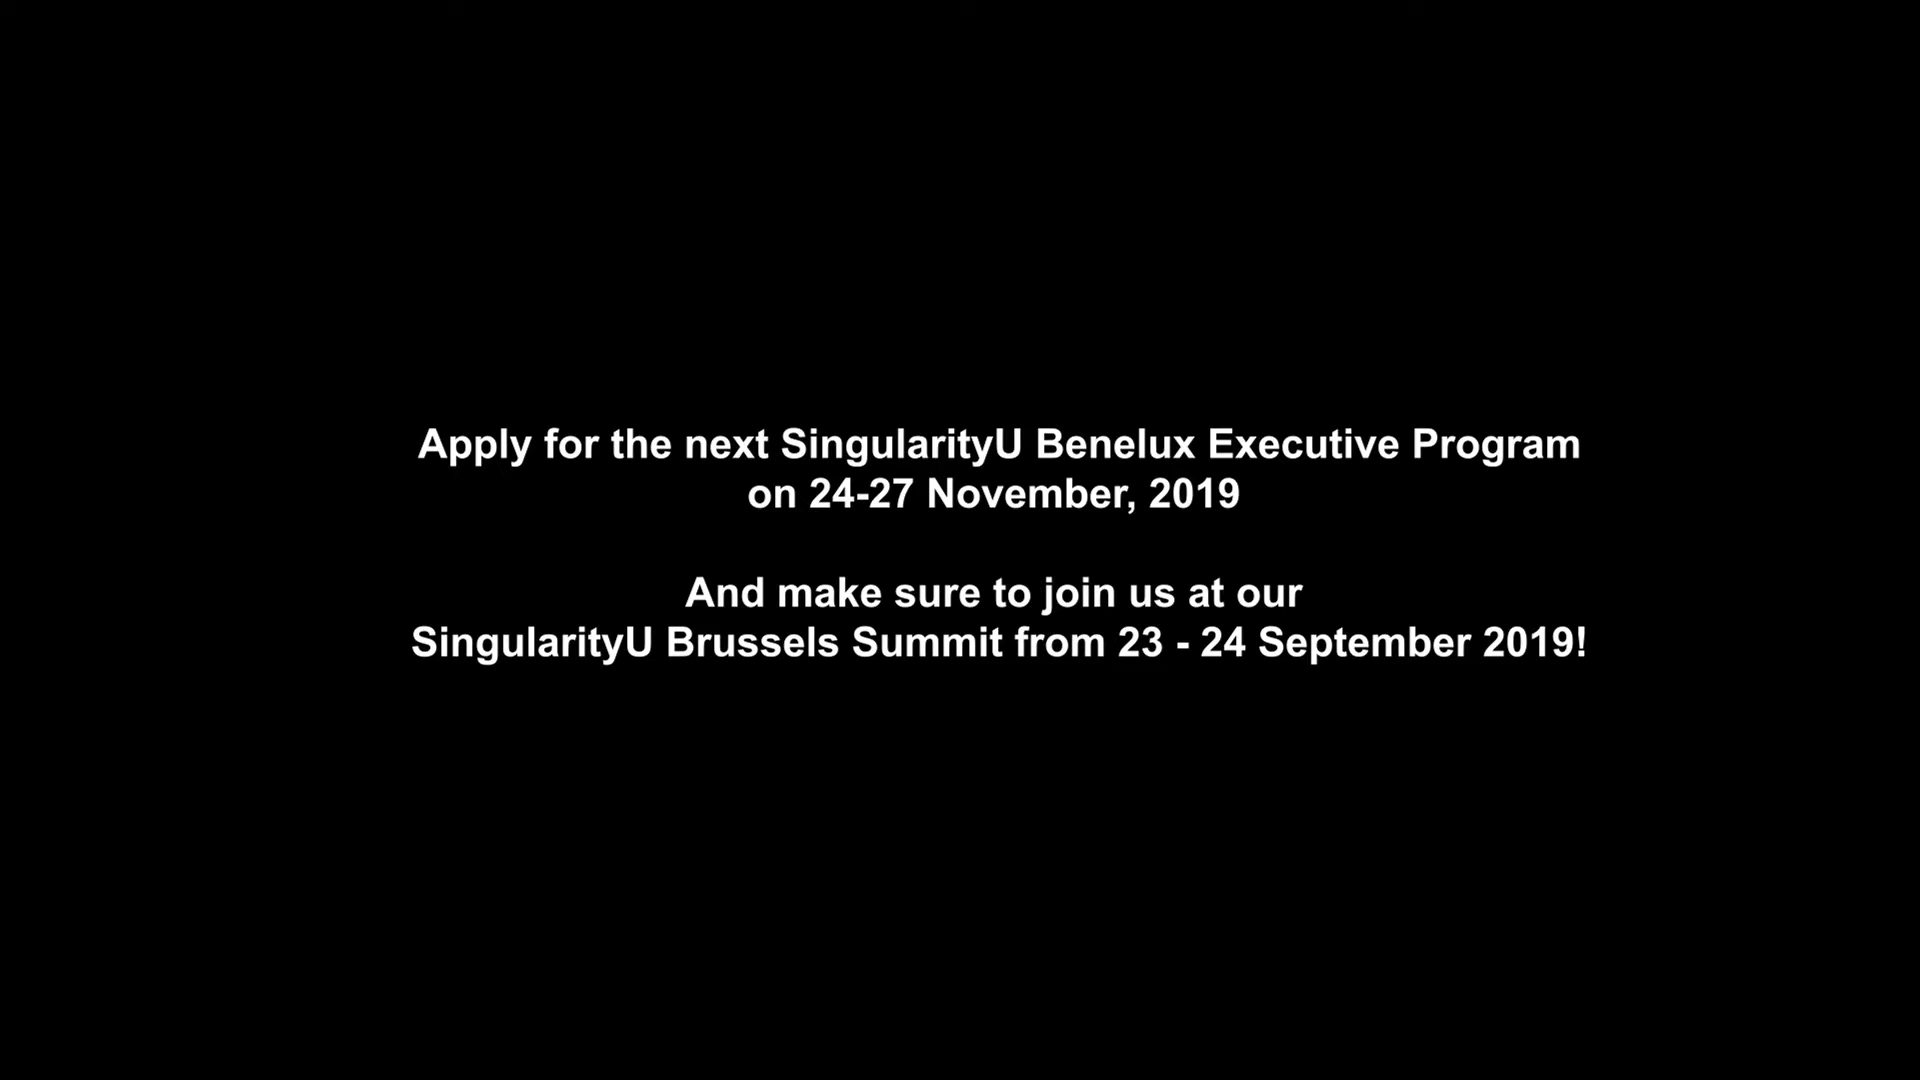 Apply for the next SingularityU Benelux Executive Program
on 24-27 November, 2019
And make sure to join us at our
SingularityU Brussels Summit from 23 - 24 September 2019!